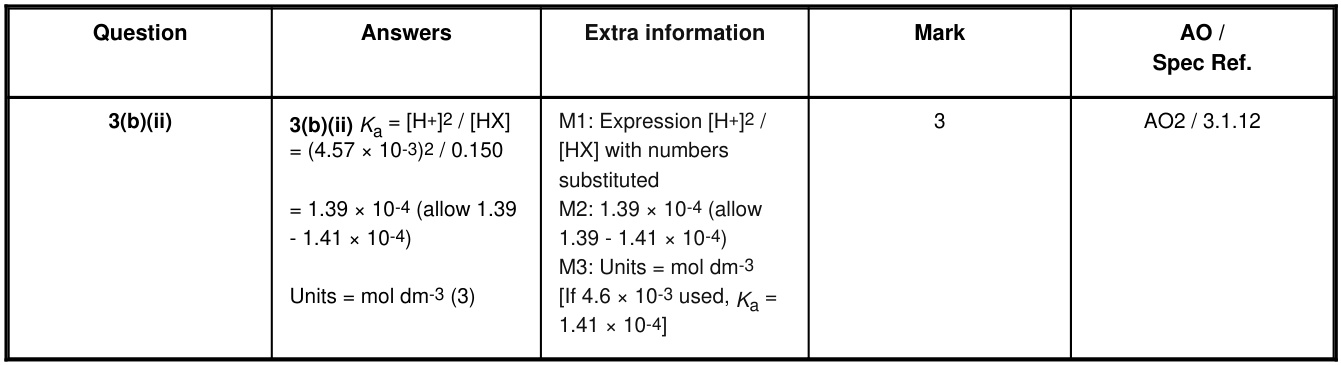 Question Answers Extra information Mark AO /
Spec Ref.
3(b)(ii)
3(b)(ii) Ka = [H+]2 / [HX]
= (4.57 × 10-3)2 / 0.150
= 1.39 × 10-4 (allow 1.39
- 1.41 × 10-4)
Units = mol dm-3 (3)
M1: Expression [H+]2 /
[HX] with numbers
substituted
M2: 1.39 × 10-4 (allow
1.39 - 1.41 × 10-4)
M3: Units = mol dm-3
[If 4.6 × 10-3 used, Ka =
1.41 × 10-4]
3
AO2 / 3.1.12